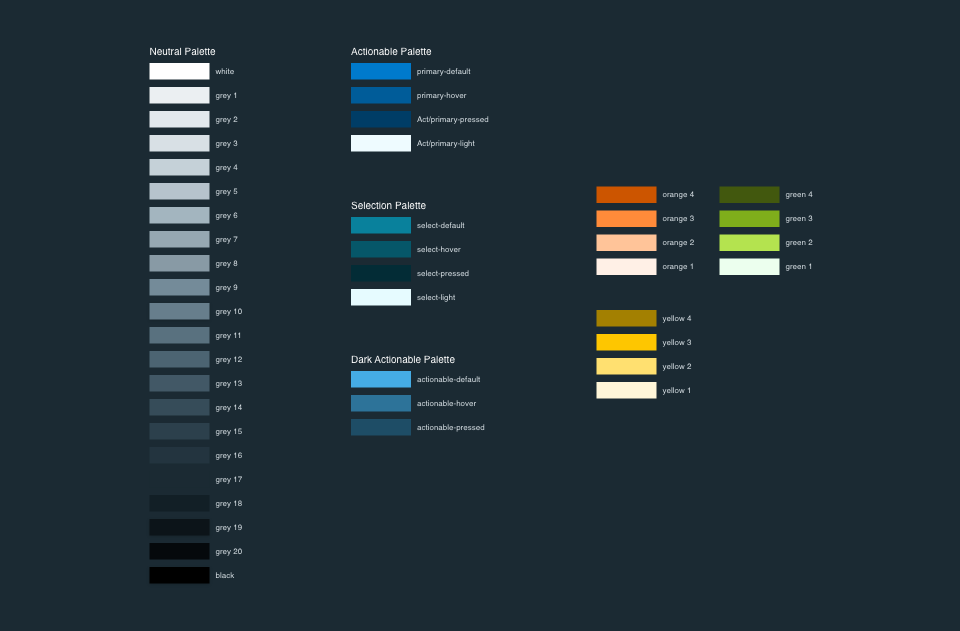 Neutral Palette
white
grey 1
grey 2
grey 3
grey 4
grey 5
grey 6
grey 7
grey 8
grey 9
grey 10
grey 11
grey 12
grey 13
grey 14
grey 15
grey 16
grey 17
grey 18
grey 19
grey 20
black
Actionable Palette
primary-default
primary-hover
Act/primary-pressed
Act/primary-light
Selection Palette
select-default
select-hover
select-pressed
select-light
Dark Actionable Palette
actionable-default
actionable-hover
actionable-pressed
orange 4
orange 3
orange 2
orange 1
yellow 4
yellow 3
yellow 2
yellow 1
green 4
green 3
green 2
green 1